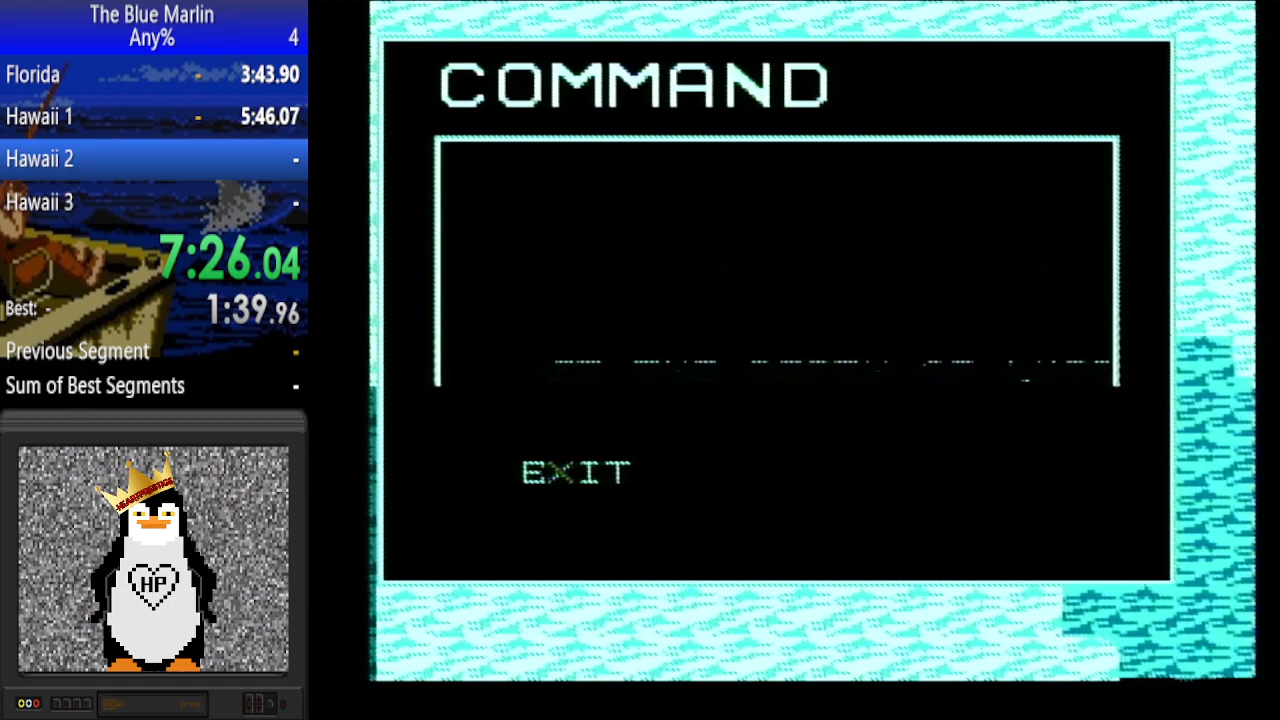 The Blue Marlin
Any% 4
Florida - 3:43.90
Hawaii 1 - 5:46.07
Hawaii 2 -
Hawaii 3 -
7:26.04
Best: - 1:39.96
Previous Segment -
Sum of Best Segments -
HEARTPRESTIGE
HP
COMMAND
EXIT